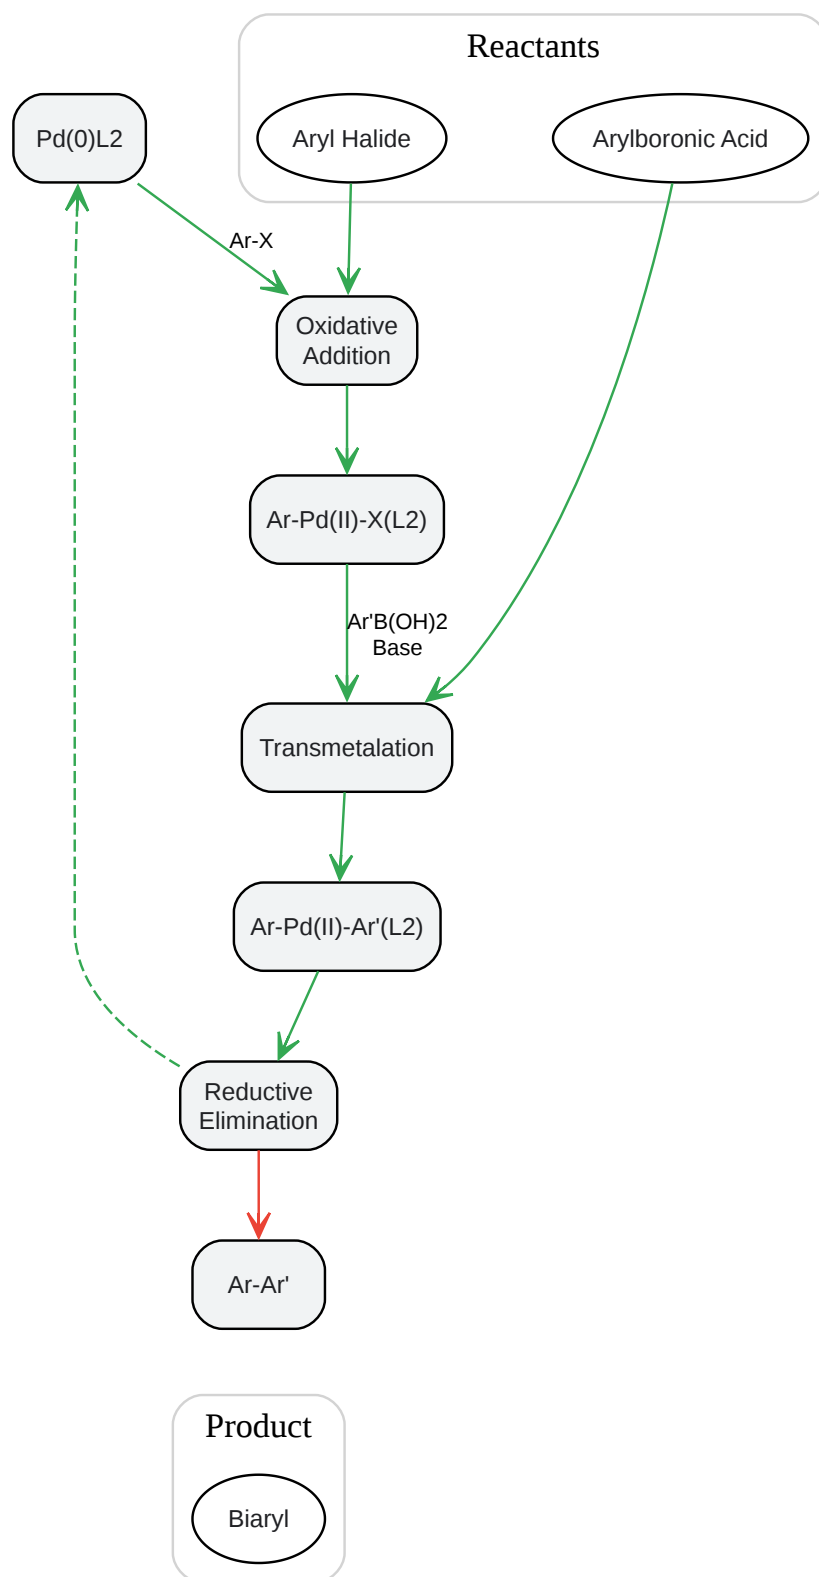 Reactants
Pd(0)L2
Aryl Halide
Arylboronic Acid
Ar-X
Oxidative
Addition
Ar-Pd(II)-X(L2)
Ar'B(OH)2
Base
Transmetalation
Ar-Pd(II)-Ar'(L2)
Reductive
Elimination
Ar-Ar'
Product
Biaryl